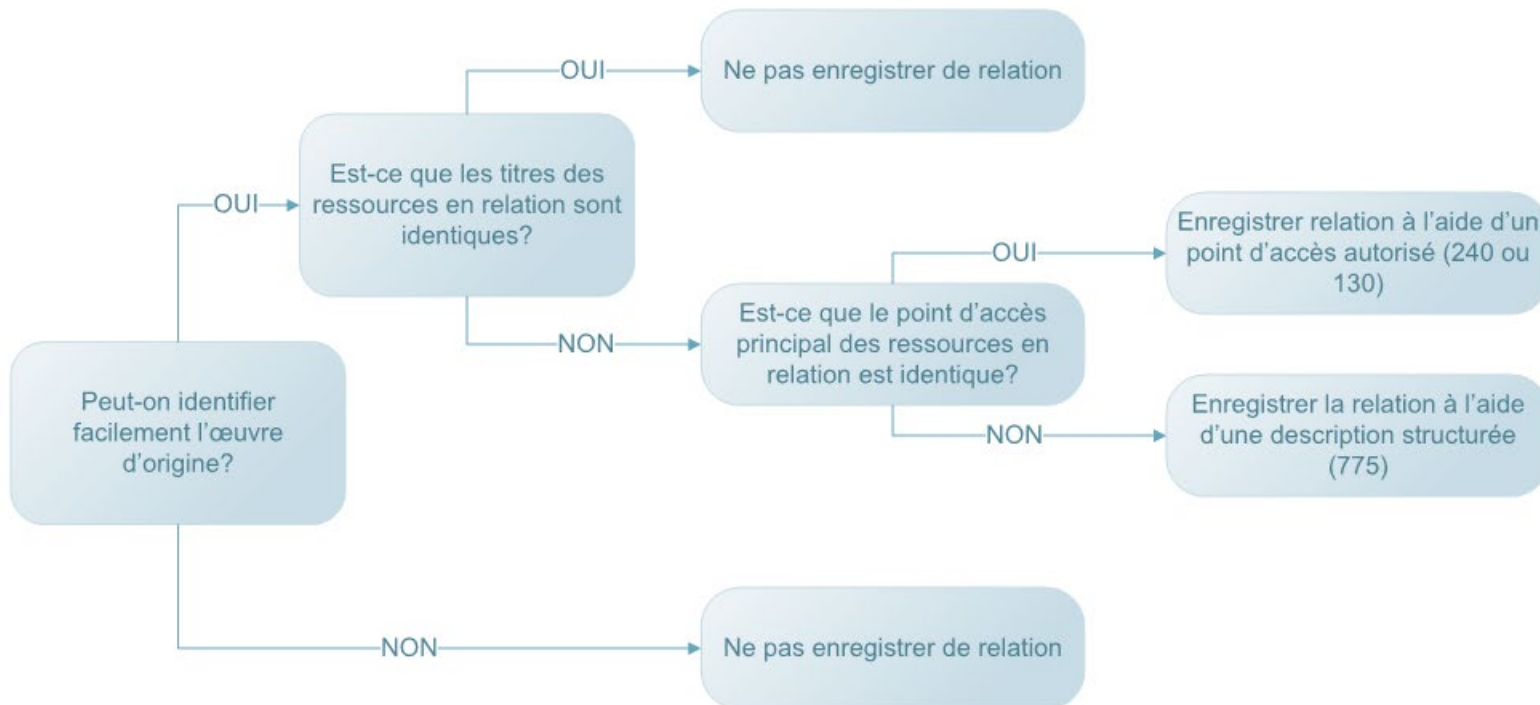 OUI
Ne pas enregistrer de relation
Est-ce que les titres des
ressources en relation sont
identiques?
OUI
Enregistrer relation à l'aide d'un
point d'accès autorisé (240 ou
130)
OUI
Est-ce que le point d'accès
principal des ressources en
relation est identique?
NON
Peut-on identifier
facilement l'œuvre
d'origine?
Enregistrer la relation à l'aide
d'une description structurée
(775)
NON
NON
Ne pas enregistrer de relation